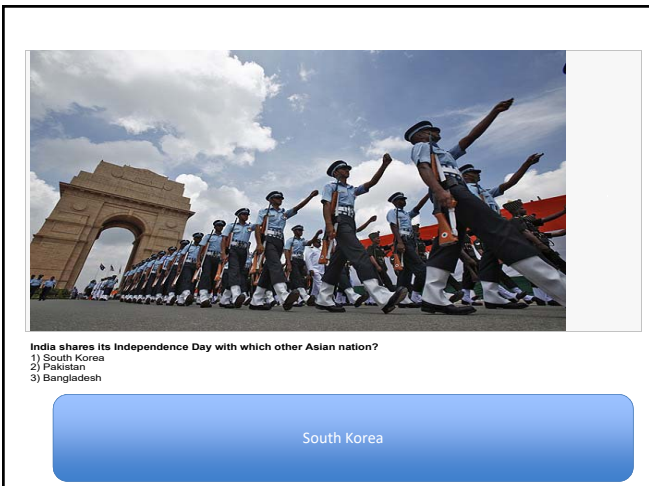 India shares its Independence Day with which other Asian nation?
1) South Korea
2) Pakistan
3) Bangladesh
South Korea